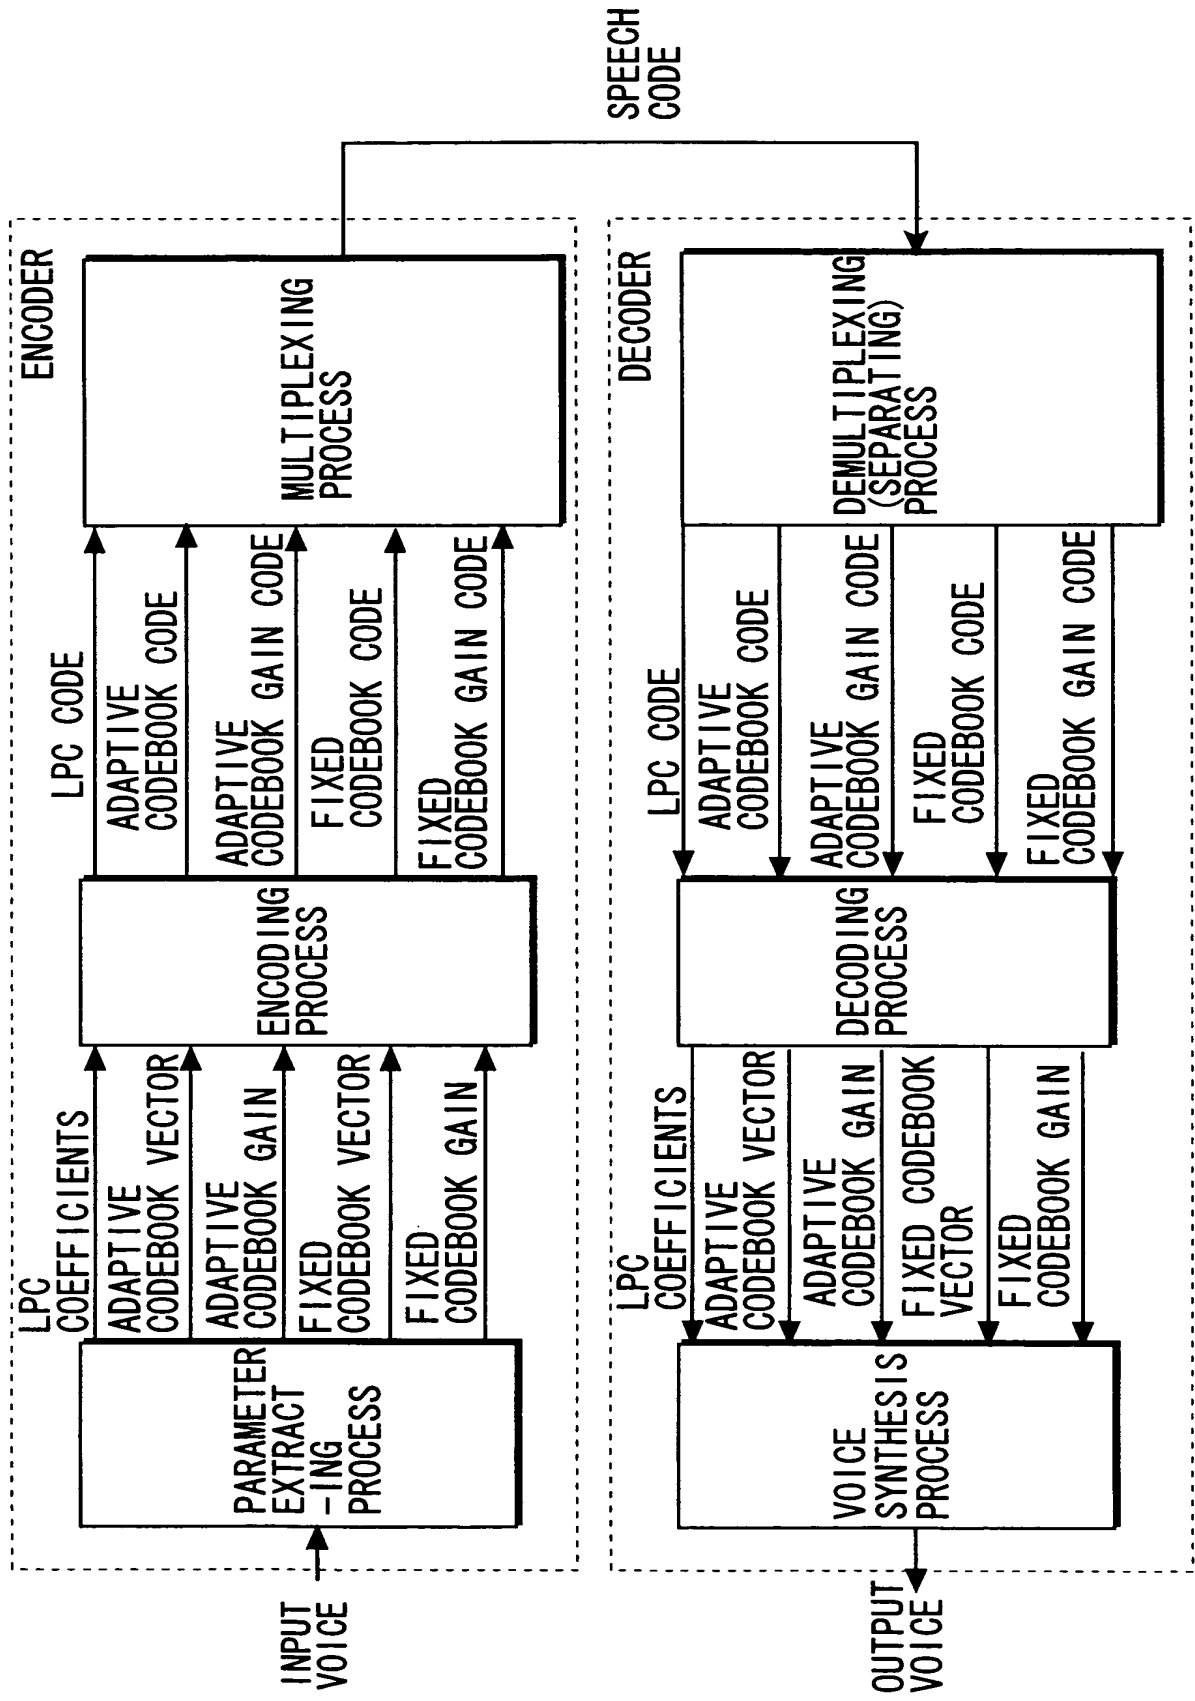 ENCODER
INPUT
VOICE
PARAMETER
EXTRACT
-ING
PROCESS
LPC
COEFFICIENTS
ADAPTIVE
CODEBOOK VECTOR
ADAPTIVE
CODEBOOK GAIN
FIXED
CODEBOOK VECTOR
FIXED
CODEBOOK GAIN
ENCODING
PROCESS
LPC CODE
ADAPTIVE
CODEBOOK CODE
ADAPTIVE
CODEBOOK GAIN CODE
FIXED
CODEBOOK CODE
FIXED
CODEBOOK GAIN CODE
MULTIPLEXING
PROCESS
SPEECH
CODE
DECODER
DEMULTIPLEXING
(SEPARATING)
PROCESS
LPC CODE
ADAPTIVE
CODEBOOK CODE
ADAPTIVE
CODEBOOK GAIN CODE
FIXED
CODEBOOK CODE
FIXED
CODEBOOK GAIN CODE
DECODING
PROCESS
LPC
COEFFICIENTS
ADAPTIVE
CODEBOOK VECTOR
ADAPTIVE
CODEBOOK GAIN
FIXED CODEBOOK
VECTOR
FIXED
CODEBOOK GAIN
VOICE
SYNTHESIS
PROCESS
OUTPUT
VOICE